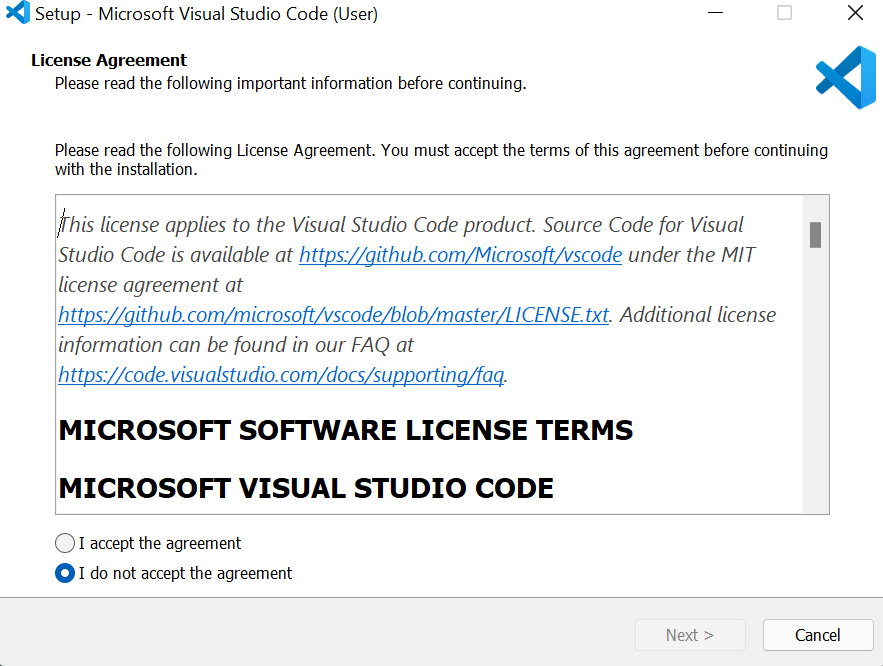 Setup - Microsoft Visual Studio Code (User)
License Agreement
Please read the following important information before continuing.
Please read the following License Agreement. You must accept the terms of this agreement before continuing
with the installation.
This license applies to the Visual Studio Code product. Source Code for Visual
Studio Code is available at https://github.com/Microsoft/vscode under the MIT
license agreement at
https://github.com/microsoft/vscode/blob/master/LICENSE.txt. Additional license
information can be found in our FAQ at
https://code.visualstudio.com/docs/supporting/faq.
MICROSOFT SOFTWARE LICENSE TERMS
MICROSOFT VISUAL STUDIO CODE
I accept the agreement
I do not accept the agreement
Next >
Cancel